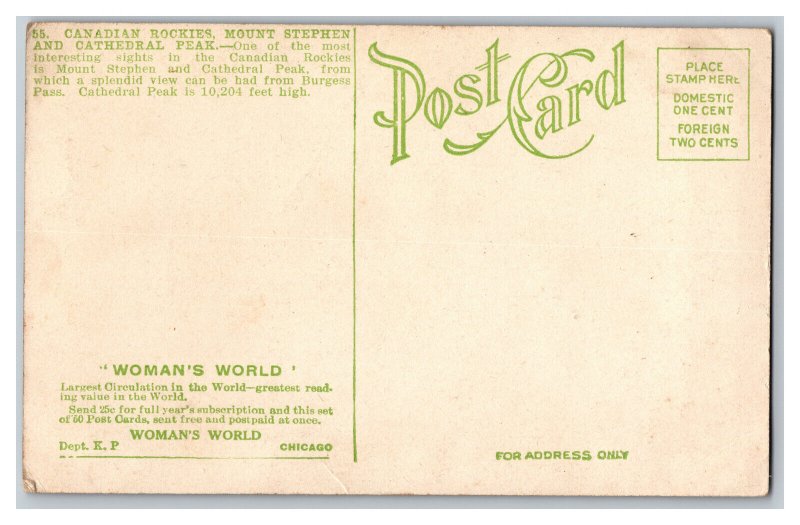 55. CANADIAN ROCKIES, MOUNT STEPHEN
AND CATHEDRAL PEAK.—One of the most
interesting sights in the Canadian Rockies
is Mount Stephen and Cathedral Peak, from
which a splendid view can be had from Burgess
Pass. Cathedral Peak is 10,204 feet high.
Post Card
PLACE
STAMP HERE
DOMESTIC
ONE CENT
FOREIGN
TWO CENTS
"WOMAN'S WORLD'
Largest Circulation in the World—greatest read-
ing value in the World.
Send 25c for full year's subscription and this set
of 50 Post Cards, sent free and postpaid at once.
WOMAN'S WORLD
Dept. K. P CHICAGO
FOR ADDRESS ONLY